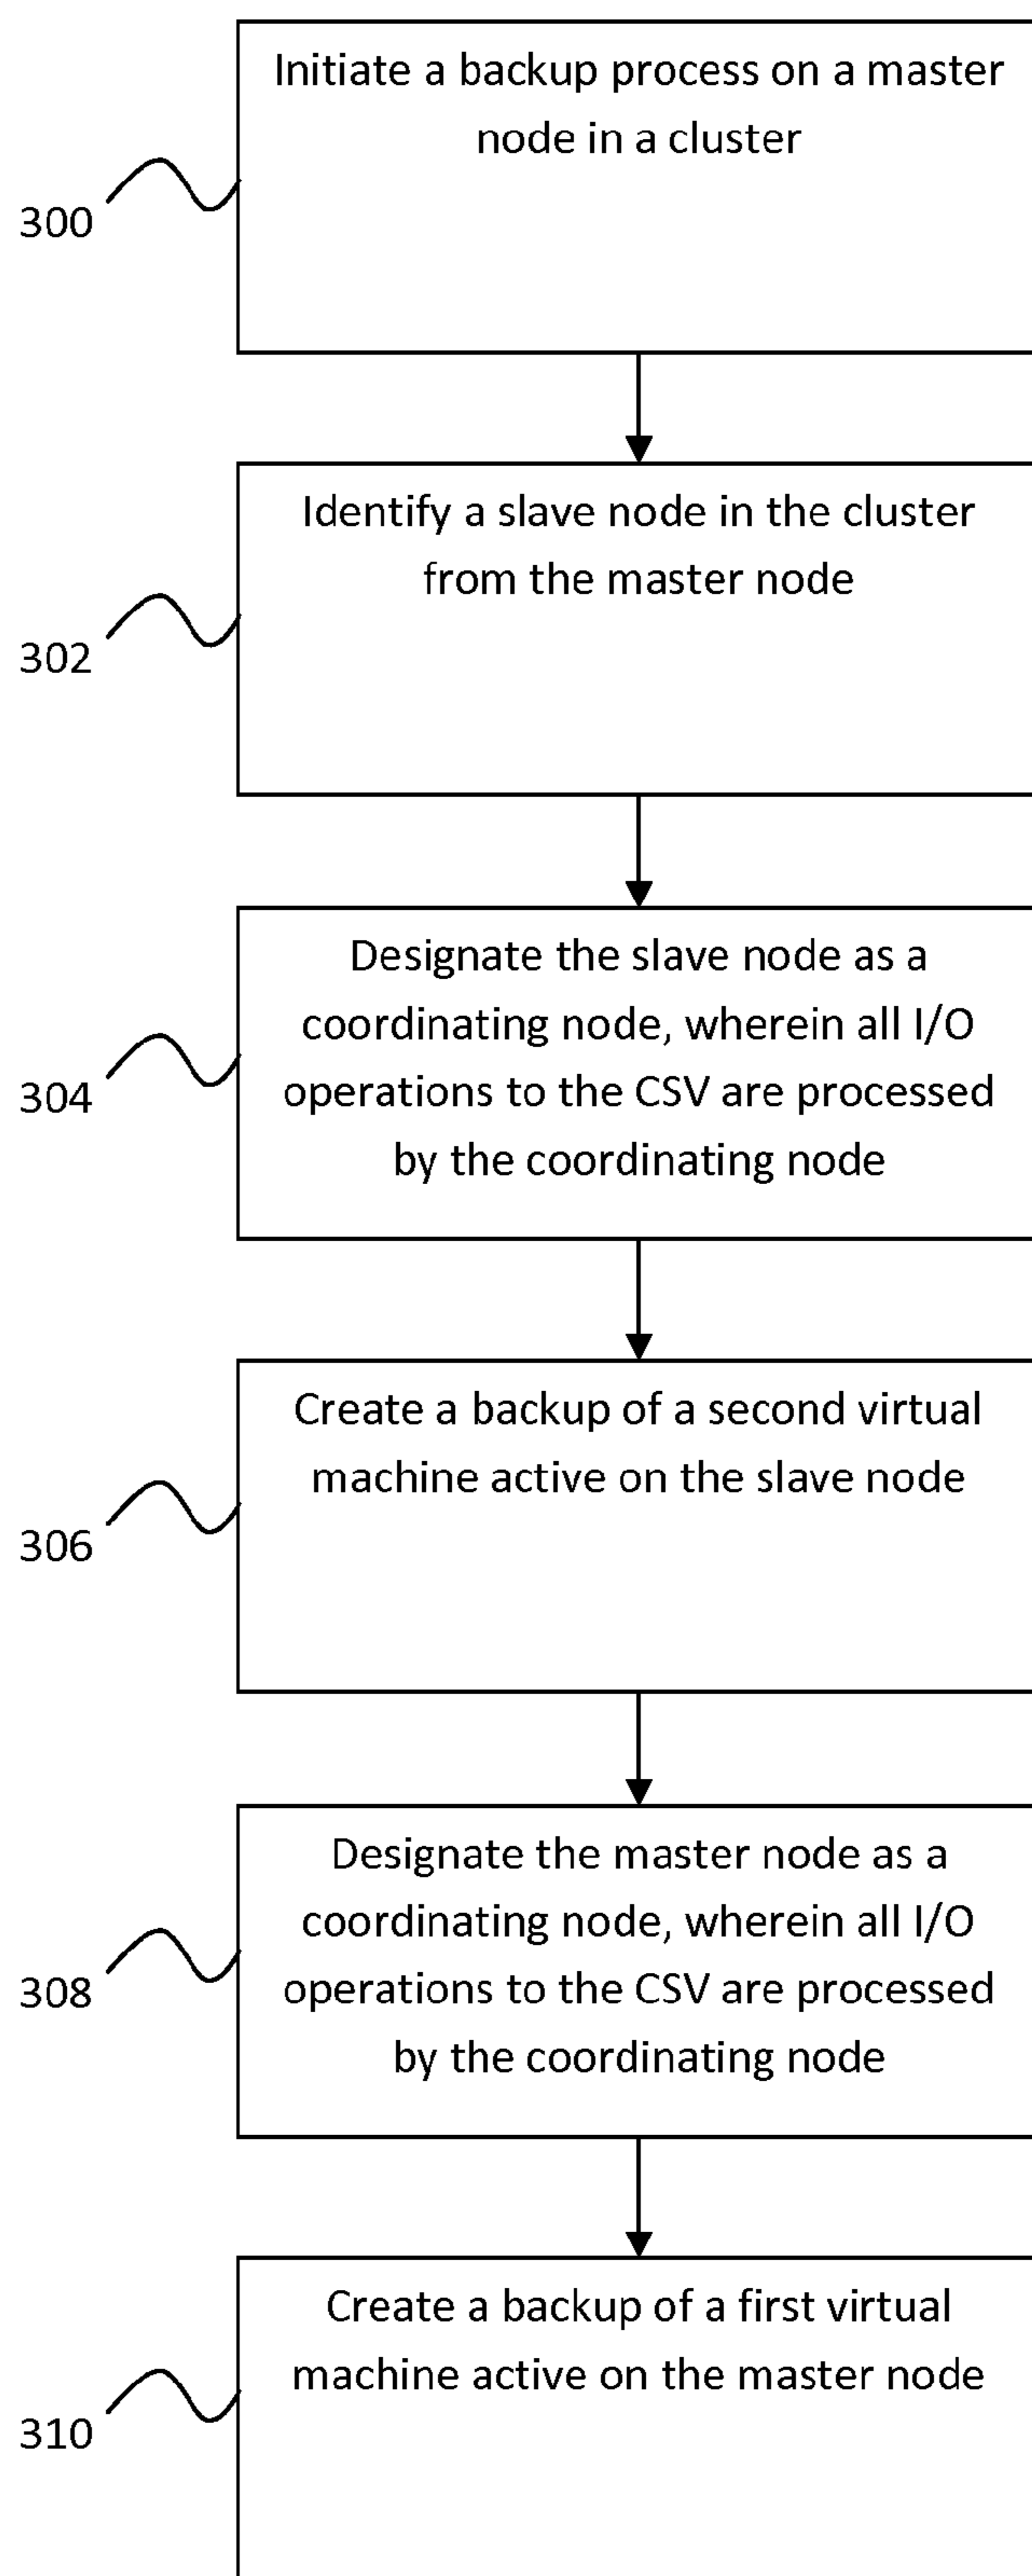 Initiate a backup process on a master
node in a cluster
300
Identify a slave node in the cluster
from the master node
302
Designate the slave node as a
coordinating node, wherein all I/O
operations to the CSV are processed
by the coordinating node
304
Create a backup of a second virtual
machine active on the slave node
306
Designate the master node as a
coordinating node, wherein all I/O
operations to the CSV are processed
by the coordinating node
308
Create a backup of a first virtual
machine active on the master node
310